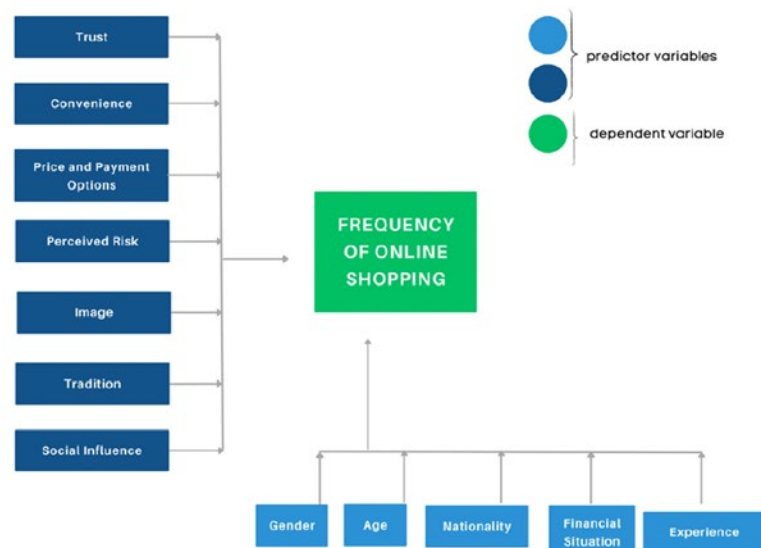 Trust
Convenience
Price and Payment
Options
Perceived Risk
Image
Tradition
Social Influence
predictor variables
dependent variable
FREQUENCY
OF ONLINE
SHOPPING
Gender
Age
Nationality
Financial
Situation
Experience